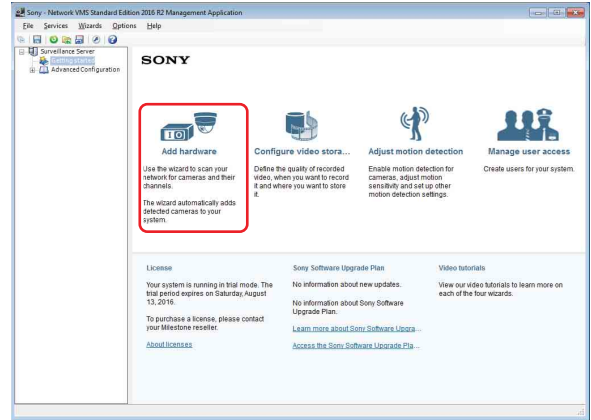 Sony - Network VMS Standard Edition 2016 R2 Management Application
File Services Wizards Options Help
Surveillance Server
Getting started
Advanced Configuration
SONY
Add hardware
Use the wizard to scan your
network for cameras and their
channels.
The wizard automatically adds
detected cameras to your
system.
Configure video stora...
Define the quality of recorded
video, when you want to record
it and where you want to store
it.
Adjust motion detection
Enable motion detection for
cameras, adjust motion
sensitivity and set up other
motion detection settings.
Manage user access
Create users for your system.
License
Your system is running in trial mode. The
trial period expires on Saturday, August
13, 2016.
To purchase a license, please contact
your Milestone reseller.
About licenses
Sony Software Upgrade Plan
No information about new updates.
No information about Sony Software
Upgrade Plan.
Learn more about Sony Software Upgra...
Access the Sony Software Upgrade Pla...
Video tutorials
View our video tutorials to learn more on
each of the four wizards.